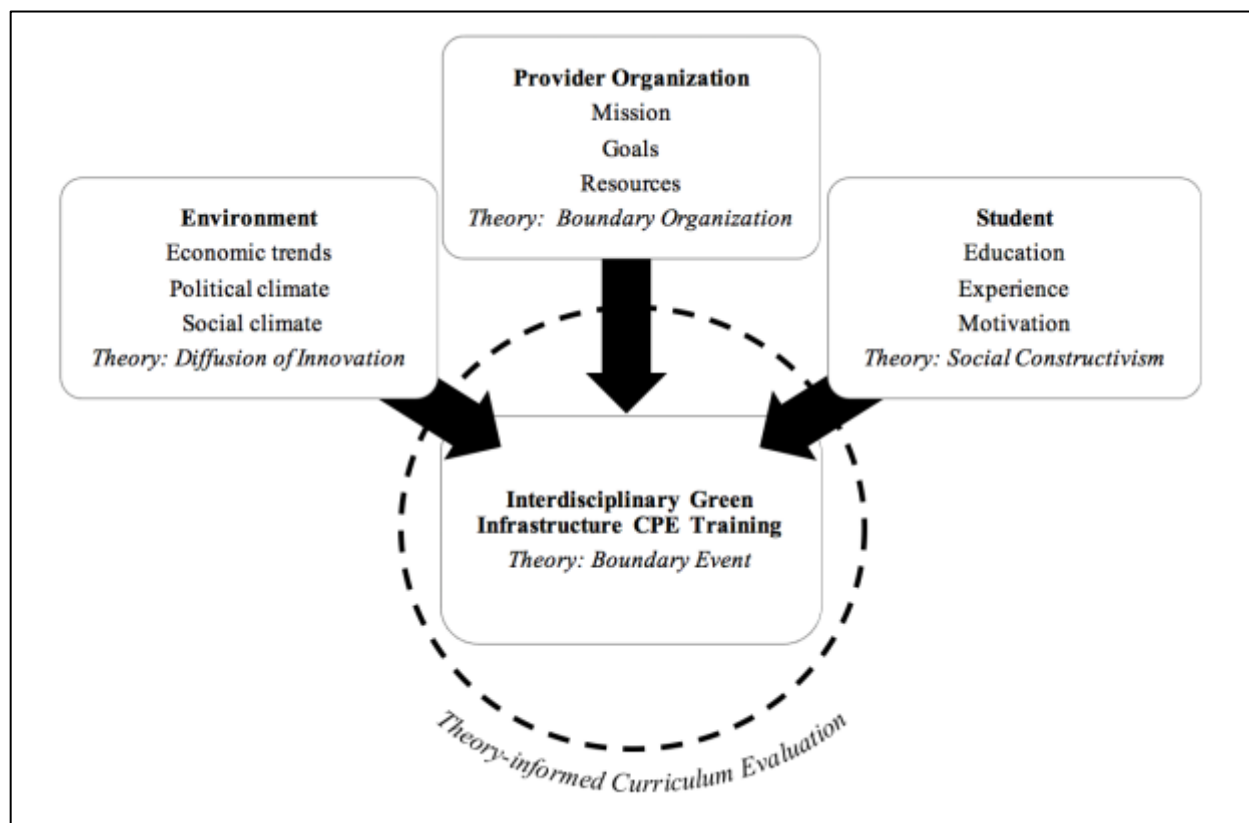 Provider Organization
Mission
Goals
Resources
Theory: Boundary Organization
Environment
Economic trends
Political climate
Social climate
Theory: Diffusion of Innovation
Student
Education
Experience
Motivation
Theory: Social Constructivism
Interdisciplinary Green
Infrastructure CPE Training
Theory: Boundary Event
Theory-informed Curriculum Evaluation